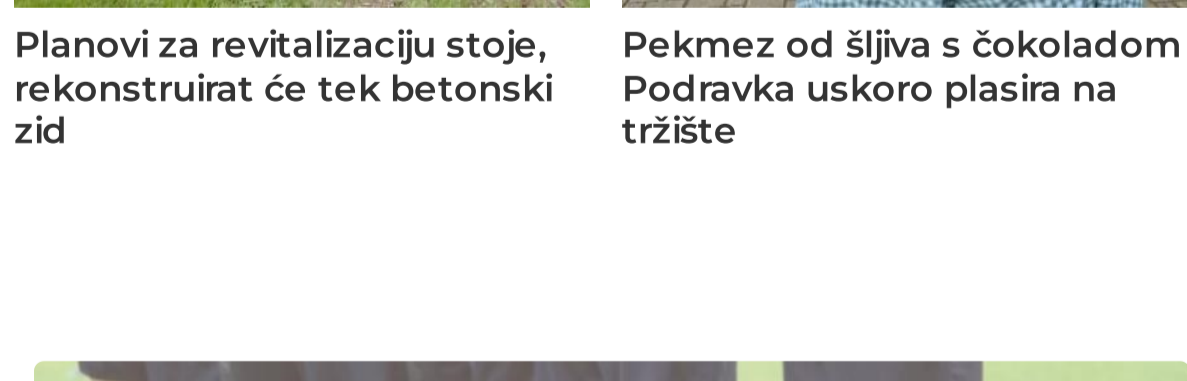 Planovi za revitalizaciju stoje,
rekonstruirat će tek betonski
zid
Pekmez od šljiva s čokoladom
Podravka uskoro plasira na
tržište